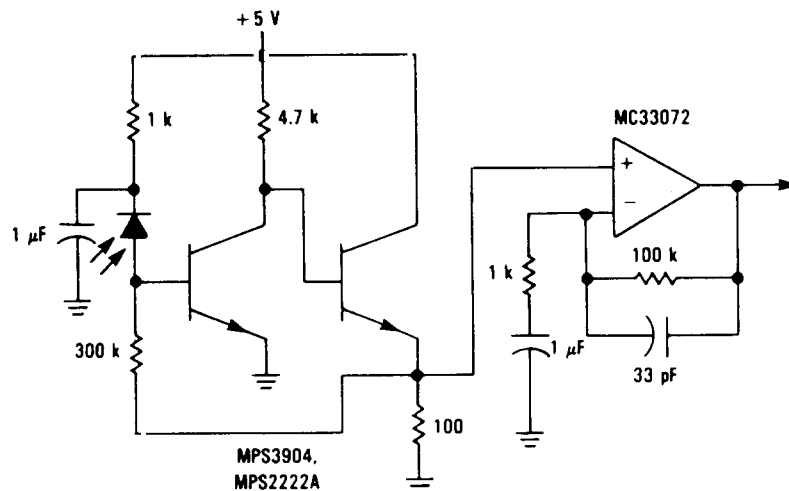 +5 V
1 k
4.7 k
MC33072
+
−
1 μF
100 k
1 k
300 k
1 μF
33 pF
100
MPS3904,
MPS2222A